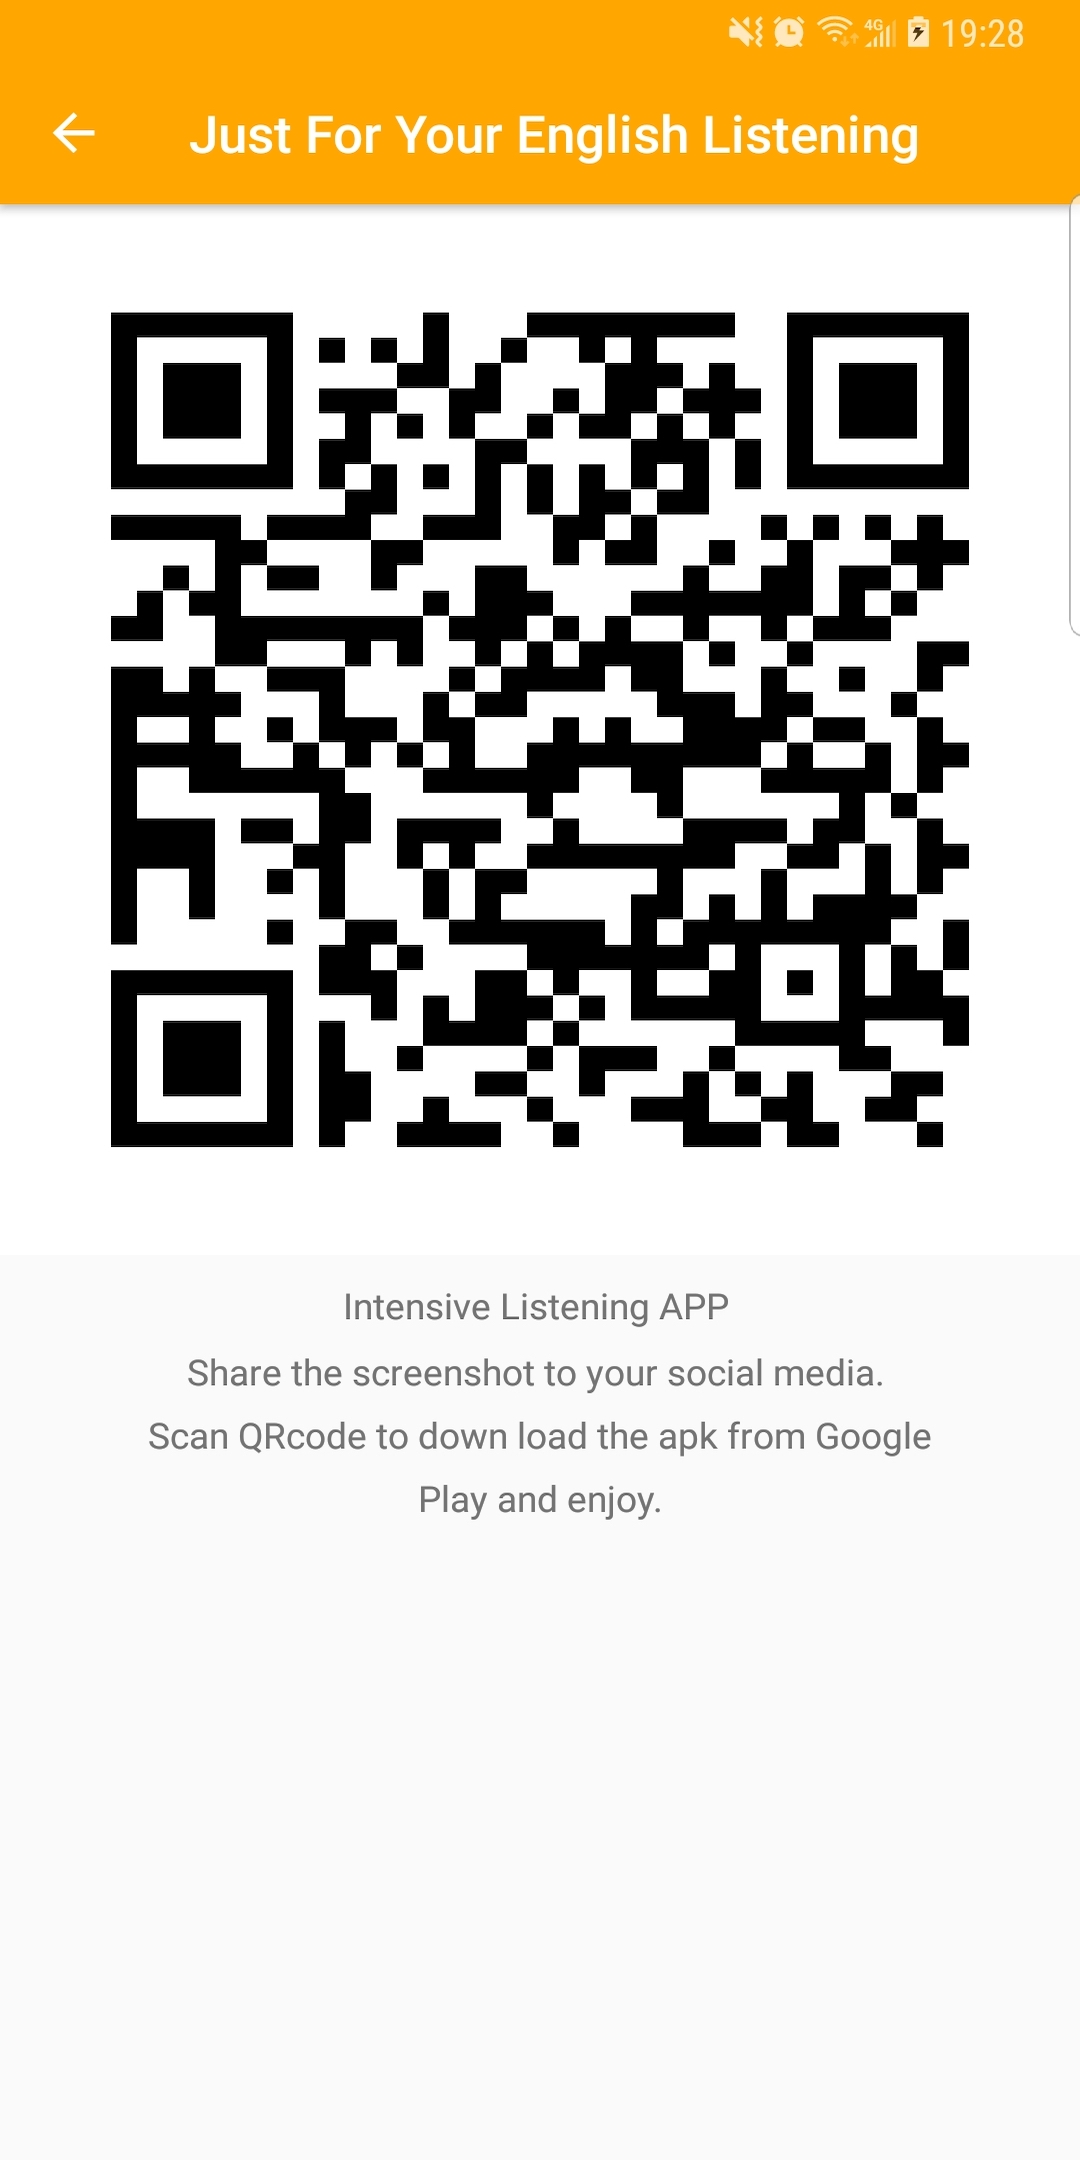 4G 19:28
Just For Your English Listening
Intensive Listening APP
Share the screenshot to your social media.
Scan QRcode to down load the apk from Google
Play and enjoy.